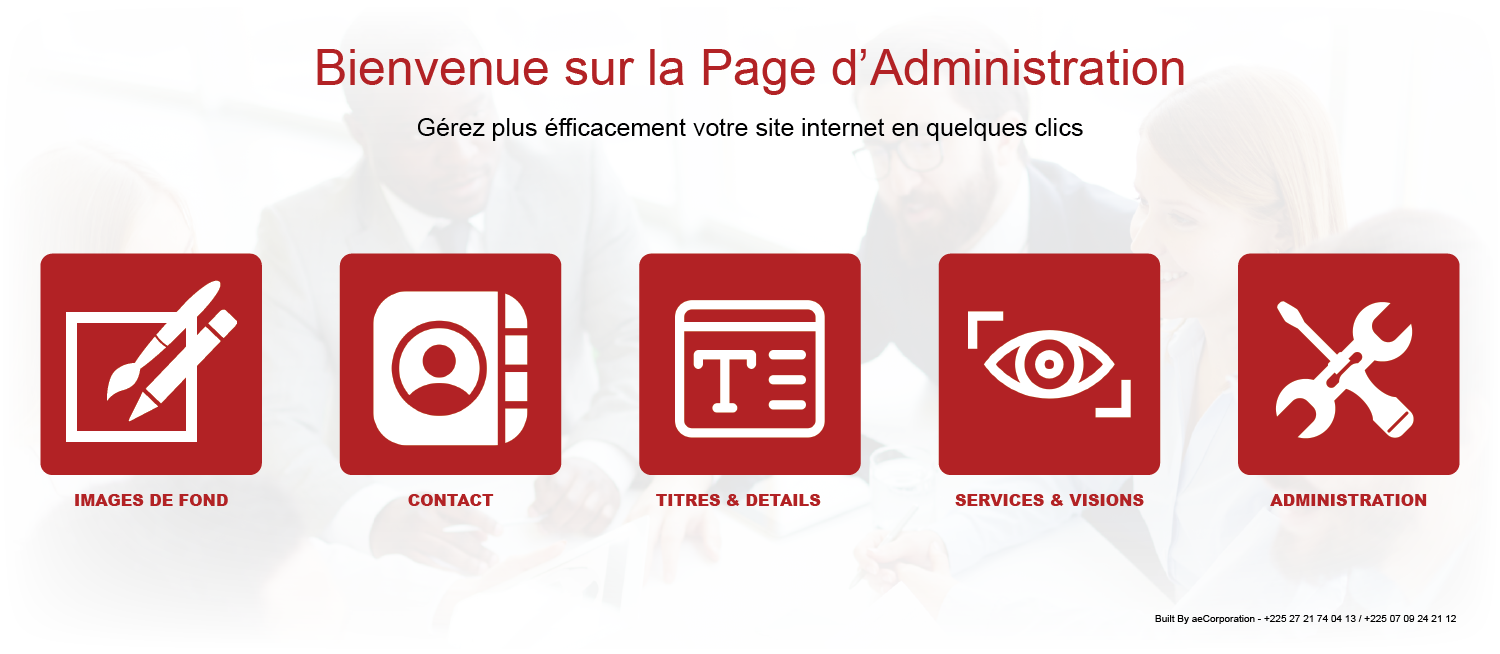 Bienvenue sur la Page d’Administration
Gérez plus éfficacement votre site internet en quelques clics
IMAGES DE FOND
CONTACT
TITRES & DETAILS
SERVICES & VISIONS
ADMINISTRATION
Built By aeCorporation - +225 27 21 74 04 13 / +225 07 09 24 21 12